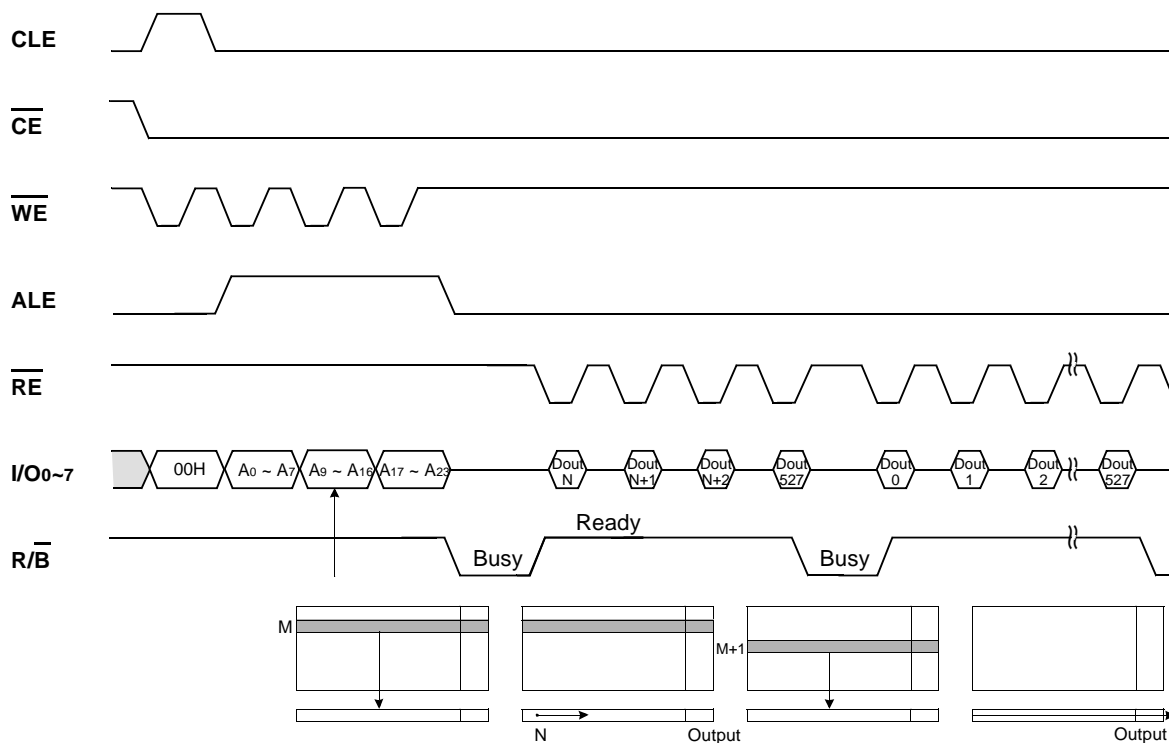 CLE
CE
WE
ALE
RE
I/O0~7 00H A0 ~ A7 A9 ~ A16 A17 ~ A23 Dout N Dout N+1 Dout N+2 Dout 527 Dout 0 Dout 1 Dout 2 Dout 527
R/B Busy Ready Busy
M M+1
N Output Output